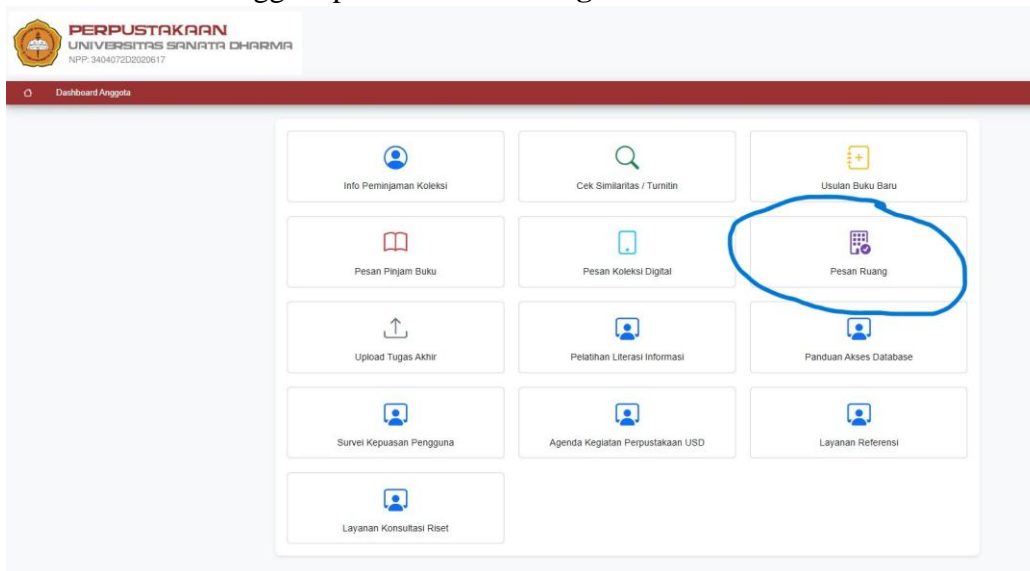 PERPUSTAKAAN
UNIVERSITAS SANATA DHARMA
NPP: 3404072D2020617
Dashboard Anggota
Info Peminjaman Koleksi
Cek Similaritas / Turnitin
Usulan Buku Baru
Pesan Pinjam Buku
Pesan Koleksi Digital
Pesan Ruang
Upload Tugas Akhir
Pelatihan Literasi Informasi
Panduan Akses Database
Survei Kepuasan Pengguna
Agenda Kegiatan Perpustakaan USD
Layanan Referensi
Layanan Konsultasi Riset